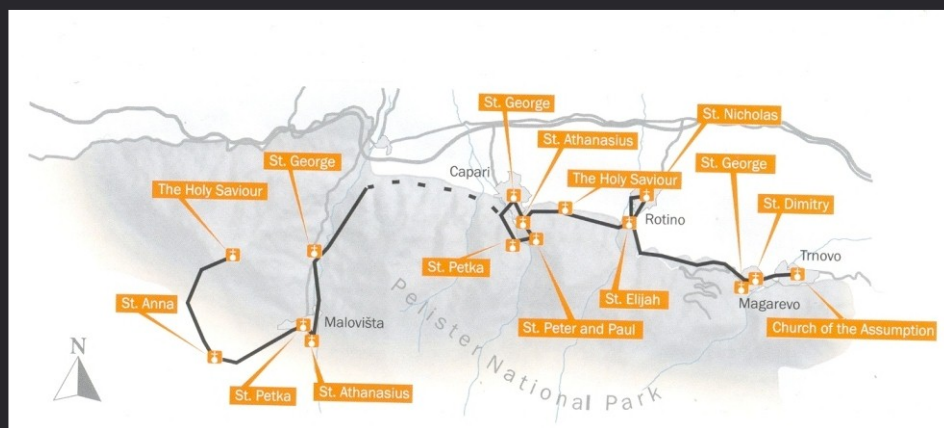 St. George
St. Nicholas
St. Athanasius
St. George
St. George
Capari
The Holy Saviour
The Holy Saviour
St. Dimitry
Rotino
Trnovo
St. Petka
St. Elijah
St. Anna
Magarevo
Malovišta
St. Peter and Paul
Church of the Assumption
N
St. Petka
St. Athanasius
Pelister National Park